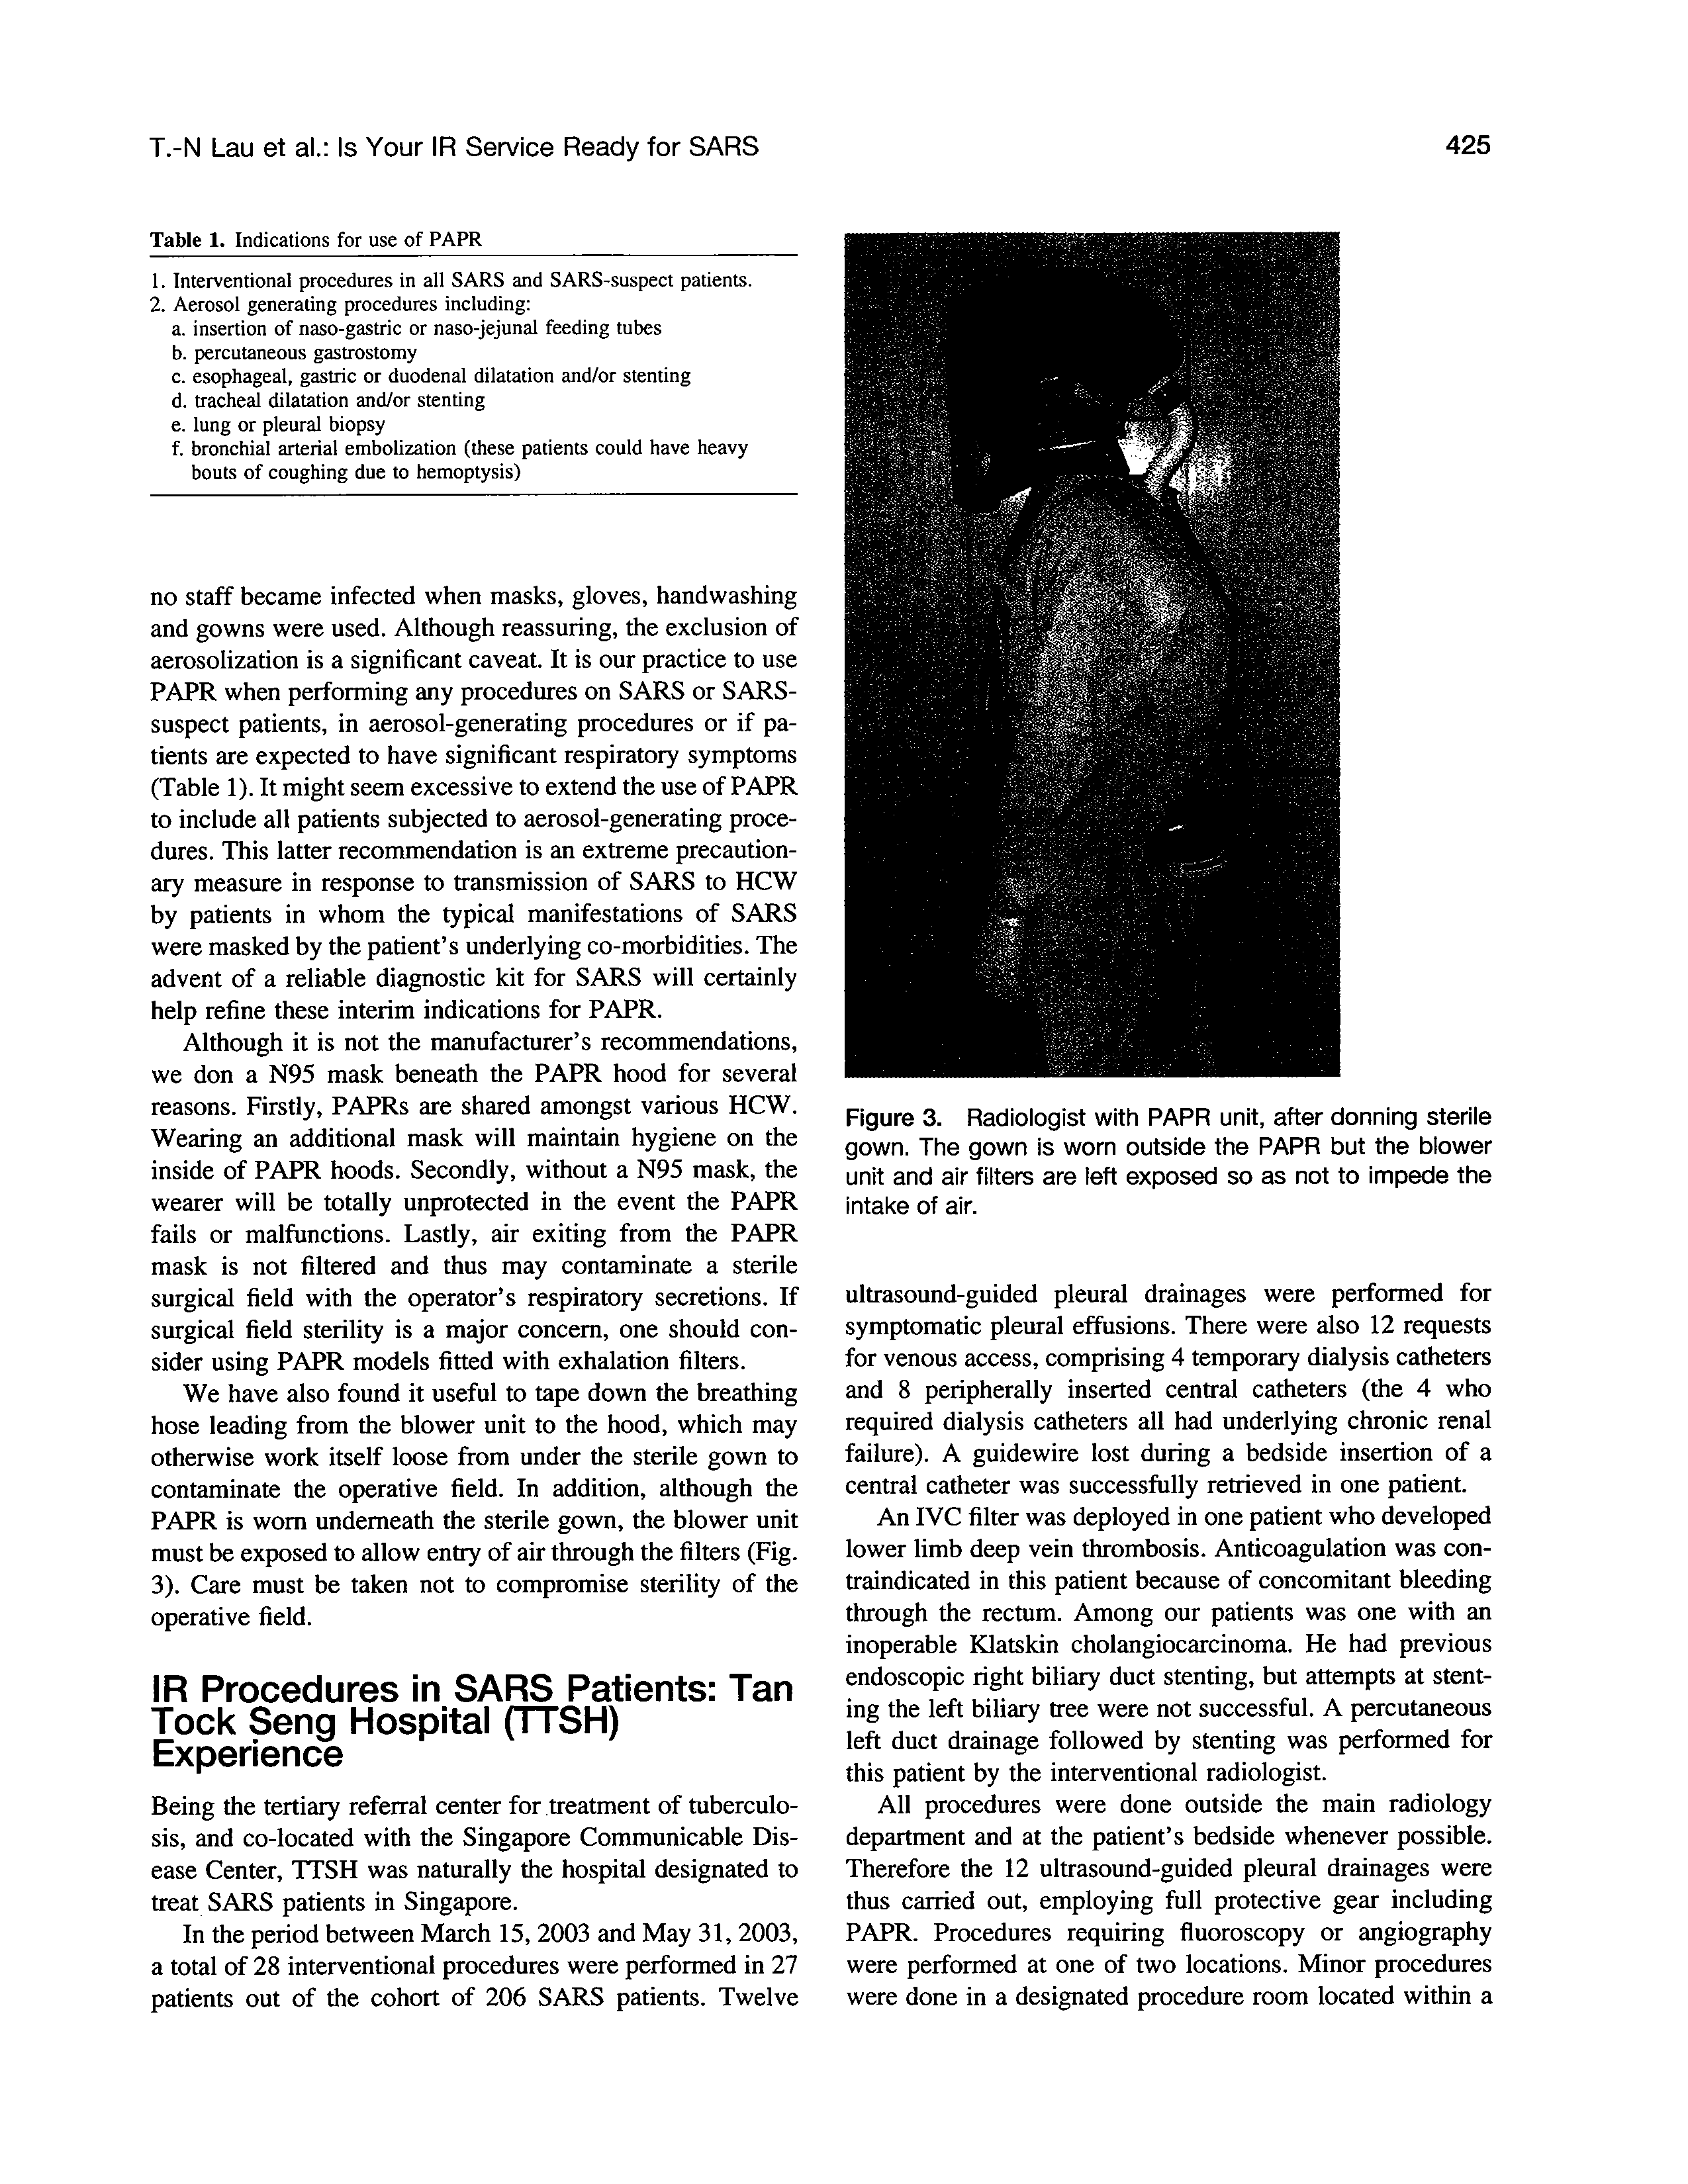 T.-N Lau et al.: Is Your IR Service Ready for SARS
425
Table 1. Indications for use of PAPR
1. Interventional procedures in all SARS and SARS-suspect patients.
2. Aerosol generating procedures including:
a. insertion of naso-gastric or naso-jejunal feeding tubes
b. percutaneous gastrostomy
c. esophageal, gastric or duodenal dilatation and/or stenting
d. tracheal dilatation and/or stenting
e. lung or pleural biopsy
f. bronchial arterial embolization (these patients could have heavy
bouts of coughing due to hemoptysis)
no staff became infected when masks, gloves, handwashing
and gowns were used. Although reassuring, the exclusion of
aerosolization is a significant caveat. It is our practice to use
PAPR when performing any procedures on SARS or SARS-
suspect patients, in aerosol-generating procedures or if pa-
tients are expected to have significant respiratory symptoms
(Table 1). It might seem excessive to extend the use of PAPR
to include all patients subjected to aerosol-generating proce-
dures. This latter recommendation is an extreme precaution-
ary measure in response to transmission of SARS to HCW
by patients in whom the typical manifestations of SARS
were masked by the patient's underlying co-morbidities. The
advent of a reliable diagnostic kit for SARS will certainly
help refine these interim indications for PAPR.
Although it is not the manufacturer's recommendations,
we don a N95 mask beneath the PAPR hood for several
reasons. Firstly, PAPRs are shared amongst various HCW.
Wearing an additional mask will maintain hygiene on the
inside of PAPR hoods. Secondly, without a N95 mask, the
wearer will be totally unprotected in the event the PAPR
fails or malfunctions. Lastly, air exiting from the PAPR
mask is not filtered and thus may contaminate a sterile
surgical field with the operator's respiratory secretions. If
surgical field sterility is a major concern, one should con-
sider using PAPR models fitted with exhalation filters.
We have also found it useful to tape down the breathing
hose leading from the blower unit to the hood, which may
otherwise work itself loose from under the sterile gown to
contaminate the operative field. In addition, although the
PAPR is worn underneath the sterile gown, the blower unit
must be exposed to allow entry of air through the filters (Fig.
3). Care must be taken not to compromise sterility of the
operative field.
IR Procedures in SARS Patients: Tan
Tock Seng Hospital (TTSH)
Experience
Being the tertiary referral center for treatment of tuberculo-
sis, and co-located with the Singapore Communicable Dis-
ease Center, TTSH was naturally the hospital designated to
treat SARS patients in Singapore.
In the period between March 15, 2003 and May 31, 2003,
a total of 28 interventional procedures were performed in 27
patients out of the cohort of 206 SARS patients. Twelve
Figure 3. Radiologist with PAPR unit, after donning sterile
gown. The gown is worn outside the PAPR but the blower
unit and air filters are left exposed so as not to impede the
intake of air.
ultrasound-guided pleural drainages were performed for
symptomatic pleural effusions. There were also 12 requests
for venous access, comprising 4 temporary dialysis catheters
and 8 peripherally inserted central catheters (the 4 who
required dialysis catheters all had underlying chronic renal
failure). A guidewire lost during a bedside insertion of a
central catheter was successfully retrieved in one patient.
An IVC filter was deployed in one patient who developed
lower limb deep vein thrombosis. Anticoagulation was con-
traindicated in this patient because of concomitant bleeding
through the rectum. Among our patients was one with an
inoperable Klatskin cholangiocarcinoma. He had previous
endoscopic right biliary duct stenting, but attempts at stent-
ing the left biliary tree were not successful. A percutaneous
left duct drainage followed by stenting was performed for
this patient by the interventional radiologist.
All procedures were done outside the main radiology
department and at the patient's bedside whenever possible.
Therefore the 12 ultrasound-guided pleural drainages were
thus carried out, employing full protective gear including
PAPR. Procedures requiring fluoroscopy or angiography
were performed at one of two locations. Minor procedures
were done in a designated procedure room located within a